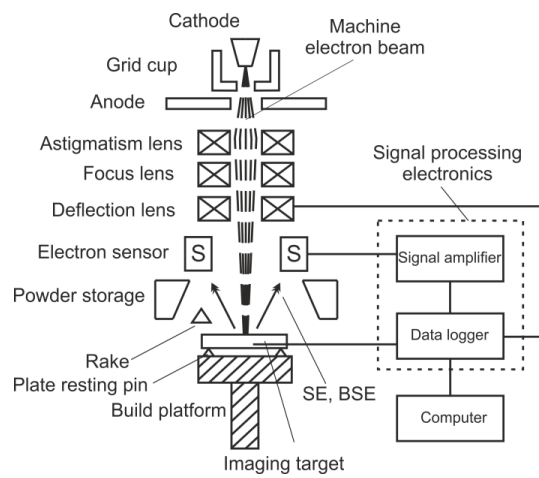 Cathode
Machine
electron beam
Grid cup
Anode
Astigmatism lens
Focus lens
Deflection lens
Signal processing
electronics
Electron sensor
S
S
Signal amplifier
Powder storage
Data logger
Rake
Plate resting pin
SE, BSE
Build platform
Computer
Imaging target